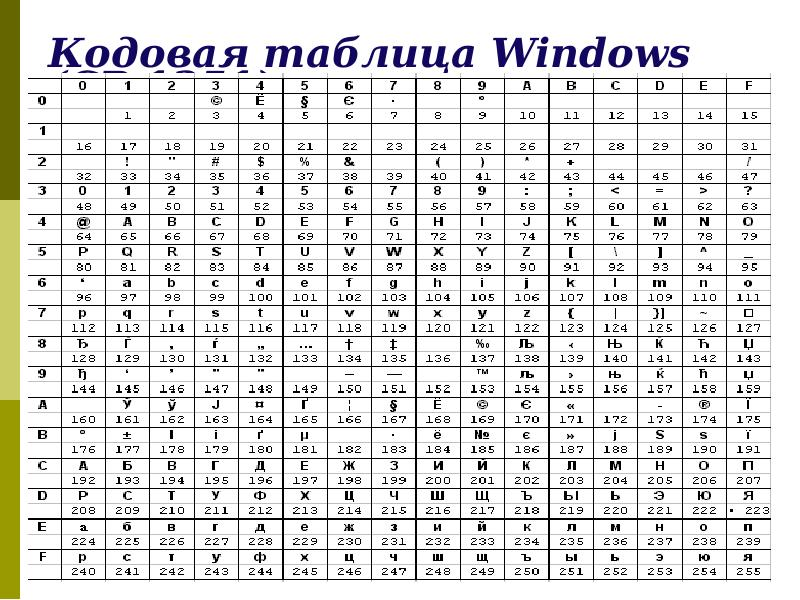 Кодовая таблица Windows
0 1 2 3 4 5 6 7 8 9 A B C D E F
0 © Ё § Є · °
1 2 3 4 5 6 7 8 9 10 11 12 13 14 15
1
16 17 18 19 20 21 22 23 24 25 26 27 28 29 30 31
2 ! " # $ % & ( ) * + /
32 33 34 35 36 37 38 39 40 41 42 43 44 45 46 47
3 0 1 2 3 4 5 6 7 8 9 : ; < = > ?
48 49 50 51 52 53 54 55 56 57 58 59 60 61 62 63
4 @ A B C D E F G H I J K L M N O
64 65 66 67 68 69 70 71 72 73 74 75 76 77 78 79
5 P Q R S T U V W X Y Z [ \ ] ^ _
80 81 82 83 84 85 86 87 88 89 90 91 92 93 94 95
6 ‘ a b c d e f g h i j k l m n o
96 97 98 99 100 101 102 103 104 105 106 107 108 109 110 111
7 p q r s t u v w x y z { | }] ~ □
112 113 114 115 116 117 118 119 120 121 122 123 124 125 126 127
8 Ђ Ѓ ‚ ѓ „ … † ‡ ‰ Љ ‹ Њ Ќ Ћ Џ
128 129 130 131 132 133 134 135 136 137 138 139 140 141 142 143
9 ђ ‘ ’ " " – — ™ љ › њ ќ ћ џ
144 145 146 147 148 149 150 151 152 153 154 155 156 157 158 159
A Ў ў J ¤ Ґ ¦ § Ё © Є « - ® Ї
160 161 162 163 164 165 166 167 168 169 170 171 172 173 174 175
B ° ± І і ґ µ · ё № є » j S s ї
176 177 178 179 180 181 182 183 184 185 186 187 188 189 190 191
C А Б В Г Д Е Ж З И Й К Л М Н О П
192 193 194 195 196 197 198 199 200 201 202 203 204 205 206 207
D Р С Т У Ф Х Ц Ч Ш Щ Ъ Ы Ь Э Ю Я
208 209 210 211 212 213 214 215 216 217 218 219 220 221 222 • 223
E а б в г д е ж з и й к л м н о п
224 225 226 227 228 229 230 231 232 233 234 235 236 237 238 239
F р с т у ф х ц ч ш щ ъ ы ь э ю я
240 241 242 243 244 245 246 247 248 249 250 251 252 253 254 255